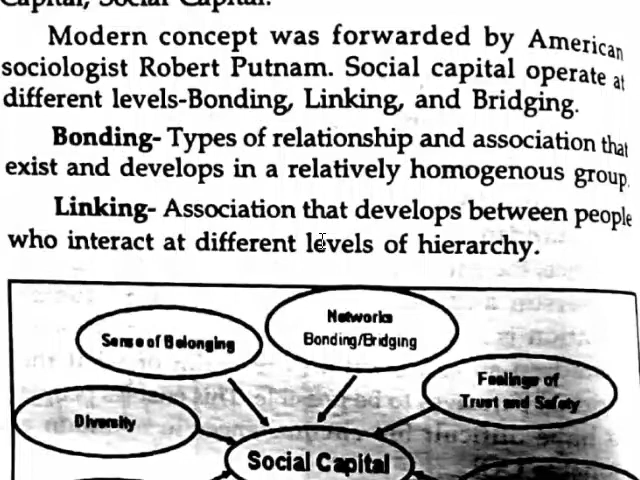 Capital, Social Capital.
Modern concept was forwarded by American
sociologist Robert Putnam. Social capital operate at
different levels-Bonding, Linking, and Bridging.
Bonding- Types of relationship and association that
exist and develops in a relatively homogenous group.
Linking- Association that develops between people
who interact at different levels of hierarchy.
Networks
Bonding/Bridging
Sense of Belonging
Feelings of
Trust and Safety
Diversity
Social Capital